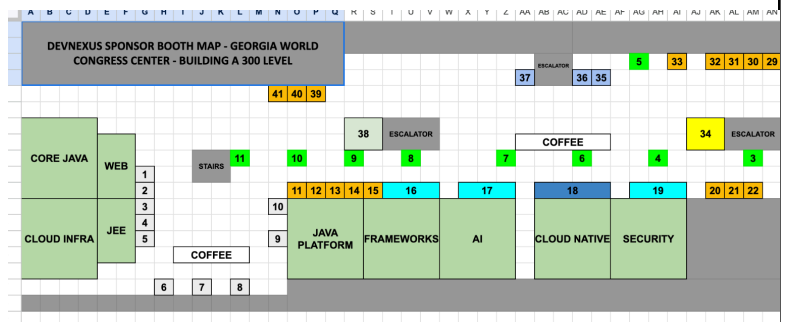 A B C D E F G H I J K L M N O P Q R S T U V W X Y Z AA AB AC AD AE AF AG AH AI AJ AK AL AM AN
DEVNEXUS SPONSOR BOOTH MAP - GEORGIA WORLD
CONGRESS CENTER - BUILDING A 300 LEVEL
ESCALATOR
5
33
32
31
30
29
37
36
35
41
40
39
38
ESCALATOR
COFFEE
34
ESCALATOR
CORE JAVA
WEB
STAIRS
11
10
9
8
7
6
4
3
1
2
11
12
13
14
15
16
17
18
19
20
21
22
3
10
4
CLOUD INFRA
JEE
5
9
JAVA
PLATFORM
FRAMEWORKS
AI
CLOUD NATIVE
SECURITY
COFFEE
6
7
8